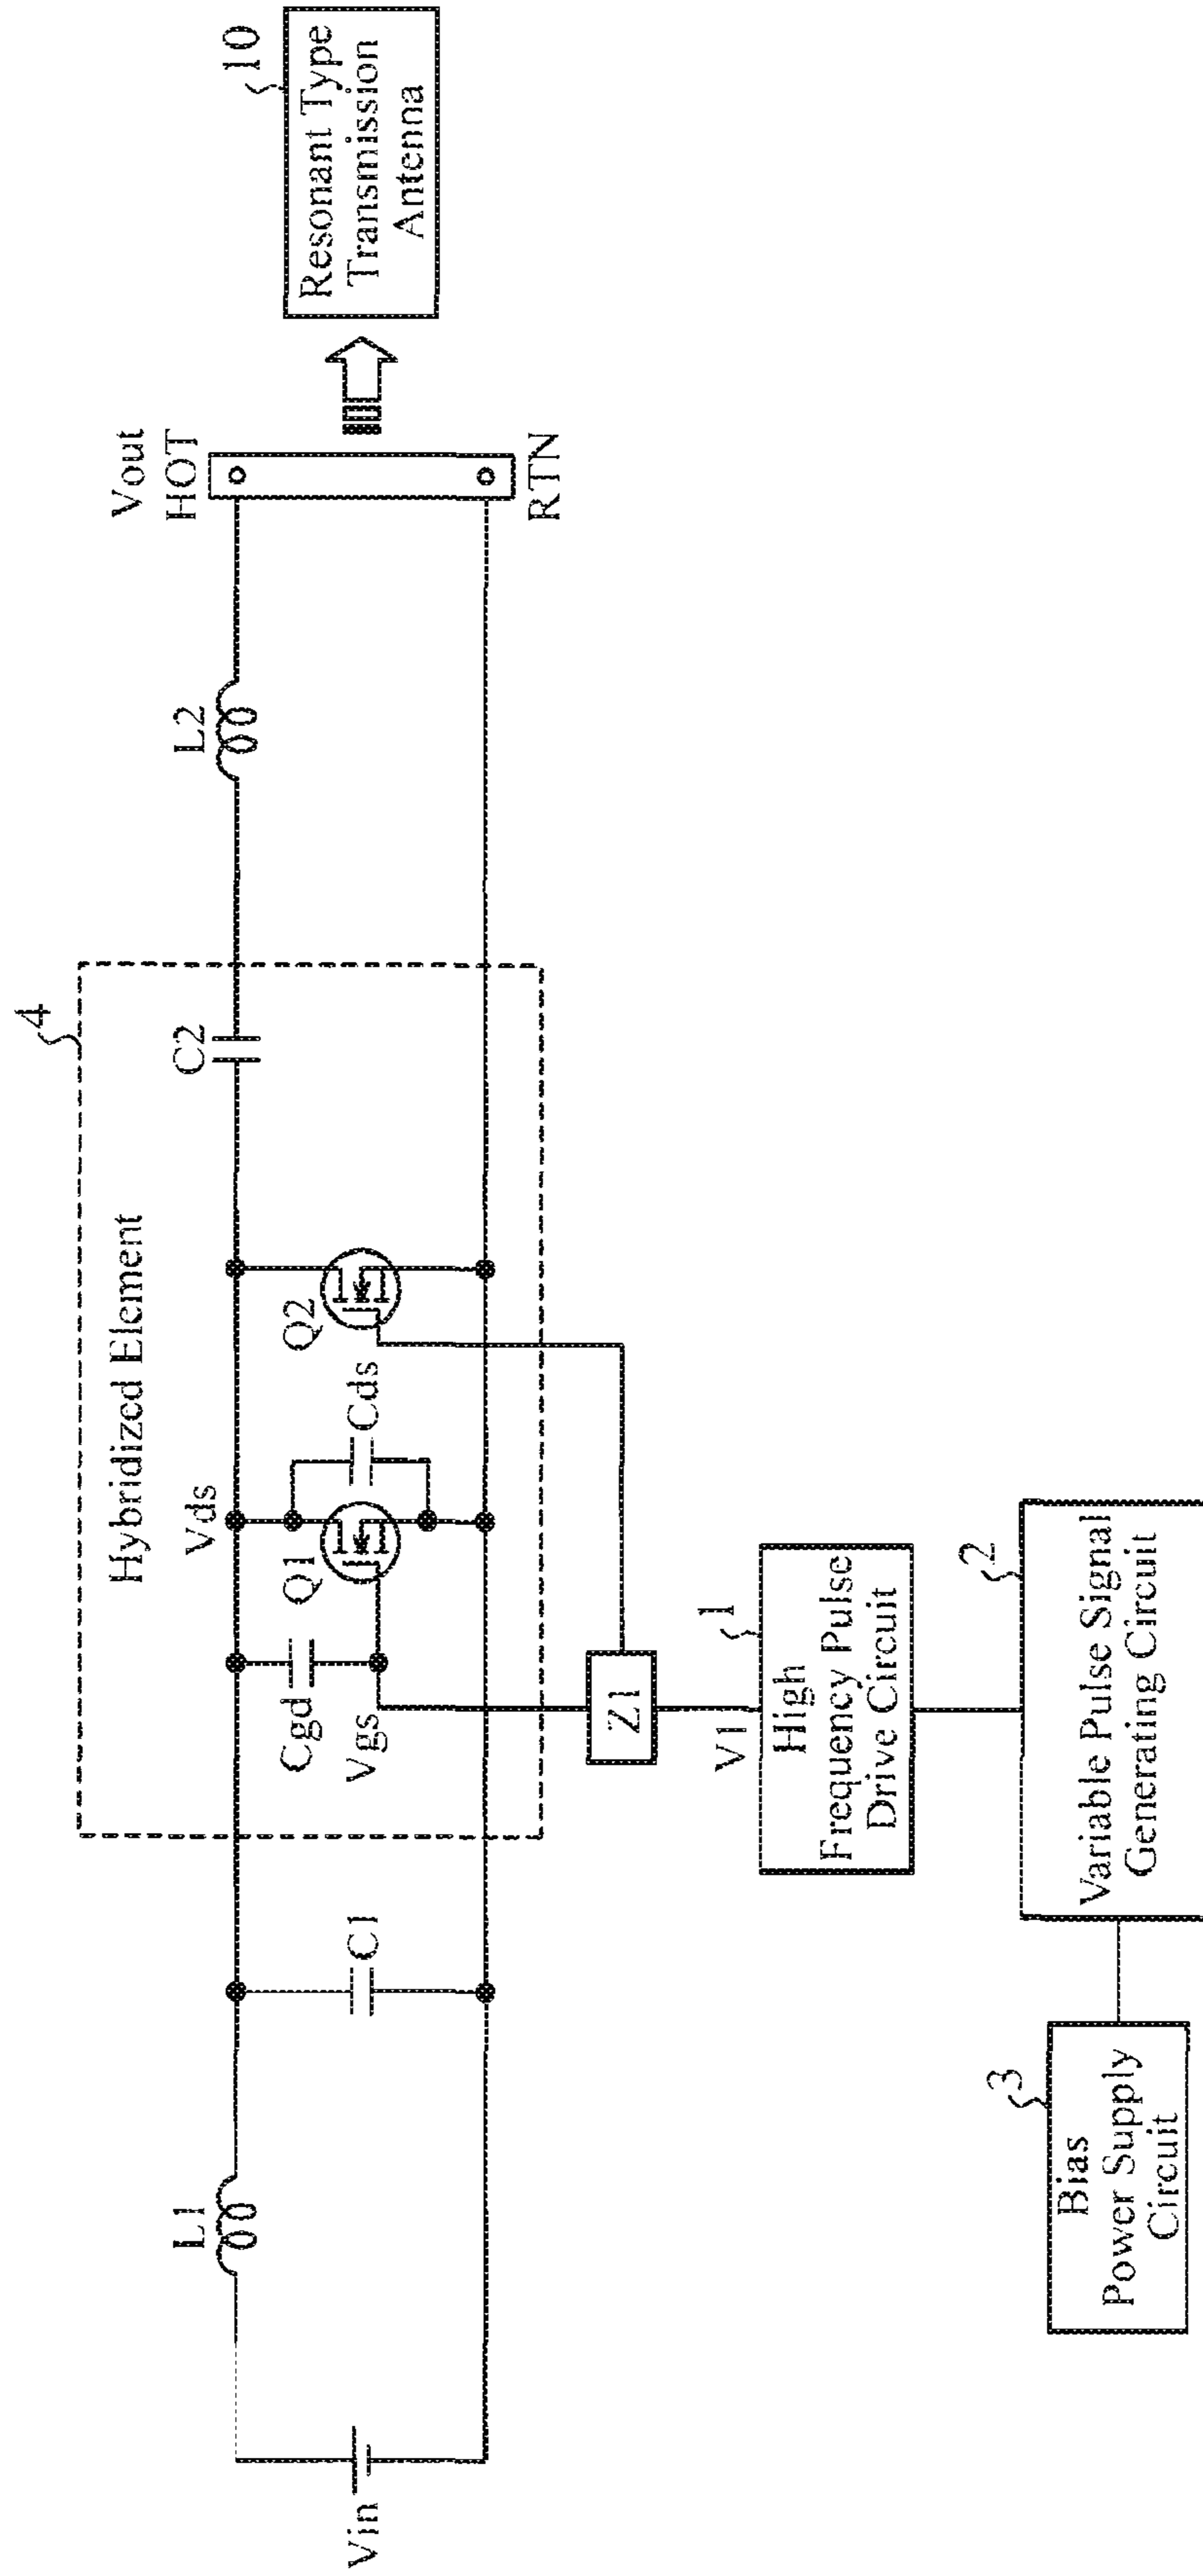 4
Hybridized Element
Vout
HOT
L1
Vds
C2
L2
10
Resonant Type
Transmission
Antenna
Vin
C1
Cgd
Vgs
Q1
Cds
Q2
RTN
Z1
V1
1
High
Frequency Pulse
Drive Circuit
3
Bias
Power Supply
Circuit
2
Variable Pulse Signal
Generating Circuit